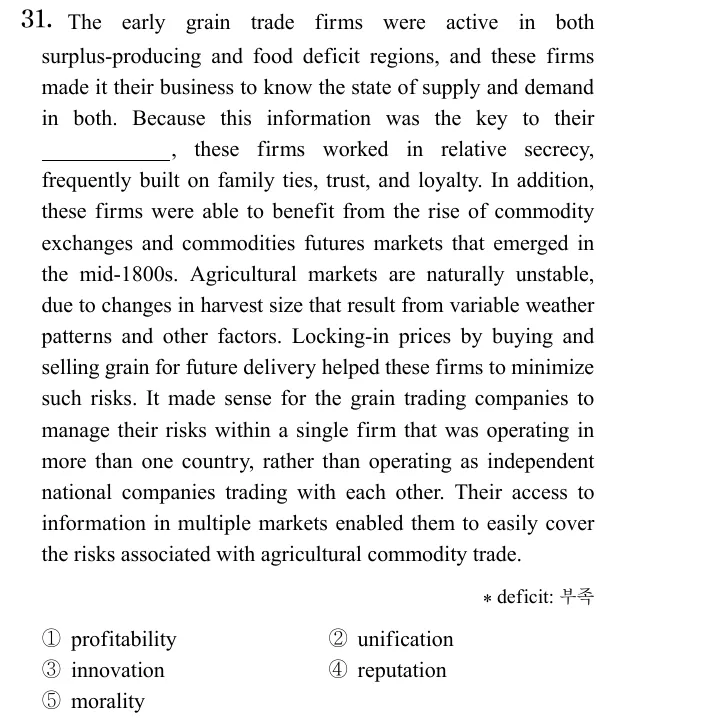 31. The early grain trade firms were active in both
surplus-producing and food deficit regions, and these firms
made it their business to know the state of supply and demand
in both. Because this information was the key to their
____________, these firms worked in relative secrecy,
frequently built on family ties, trust, and loyalty. In addition,
these firms were able to benefit from the rise of commodity
exchanges and commodities futures markets that emerged in
the mid-1800s. Agricultural markets are naturally unstable,
due to changes in harvest size that result from variable weather
patterns and other factors. Locking-in prices by buying and
selling grain for future delivery helped these firms to minimize
such risks. It made sense for the grain trading companies to
manage their risks within a single firm that was operating in
more than one country, rather than operating as independent
national companies trading with each other. Their access to
information in multiple markets enabled them to easily cover
the risks associated with agricultural commodity trade.
* deficit: 부족
① profitability ② unification
③ innovation ④ reputation
⑤ morality